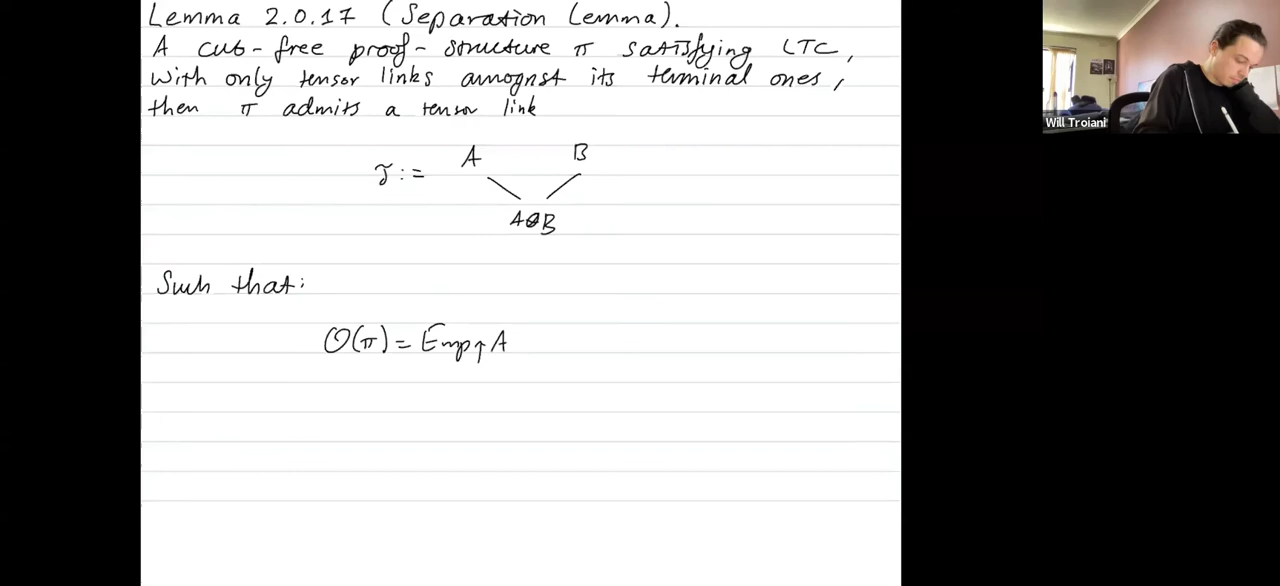 Lemma 2.0.17 (Separation Lemma).
A cut-free proof-structure π satisfying LTC,
with only tensor links amognst its terminal ones,
then π admits a tensor link
τ := A B
A⊗B
Such that:
O(π) = Emp↑A
Will Troiani